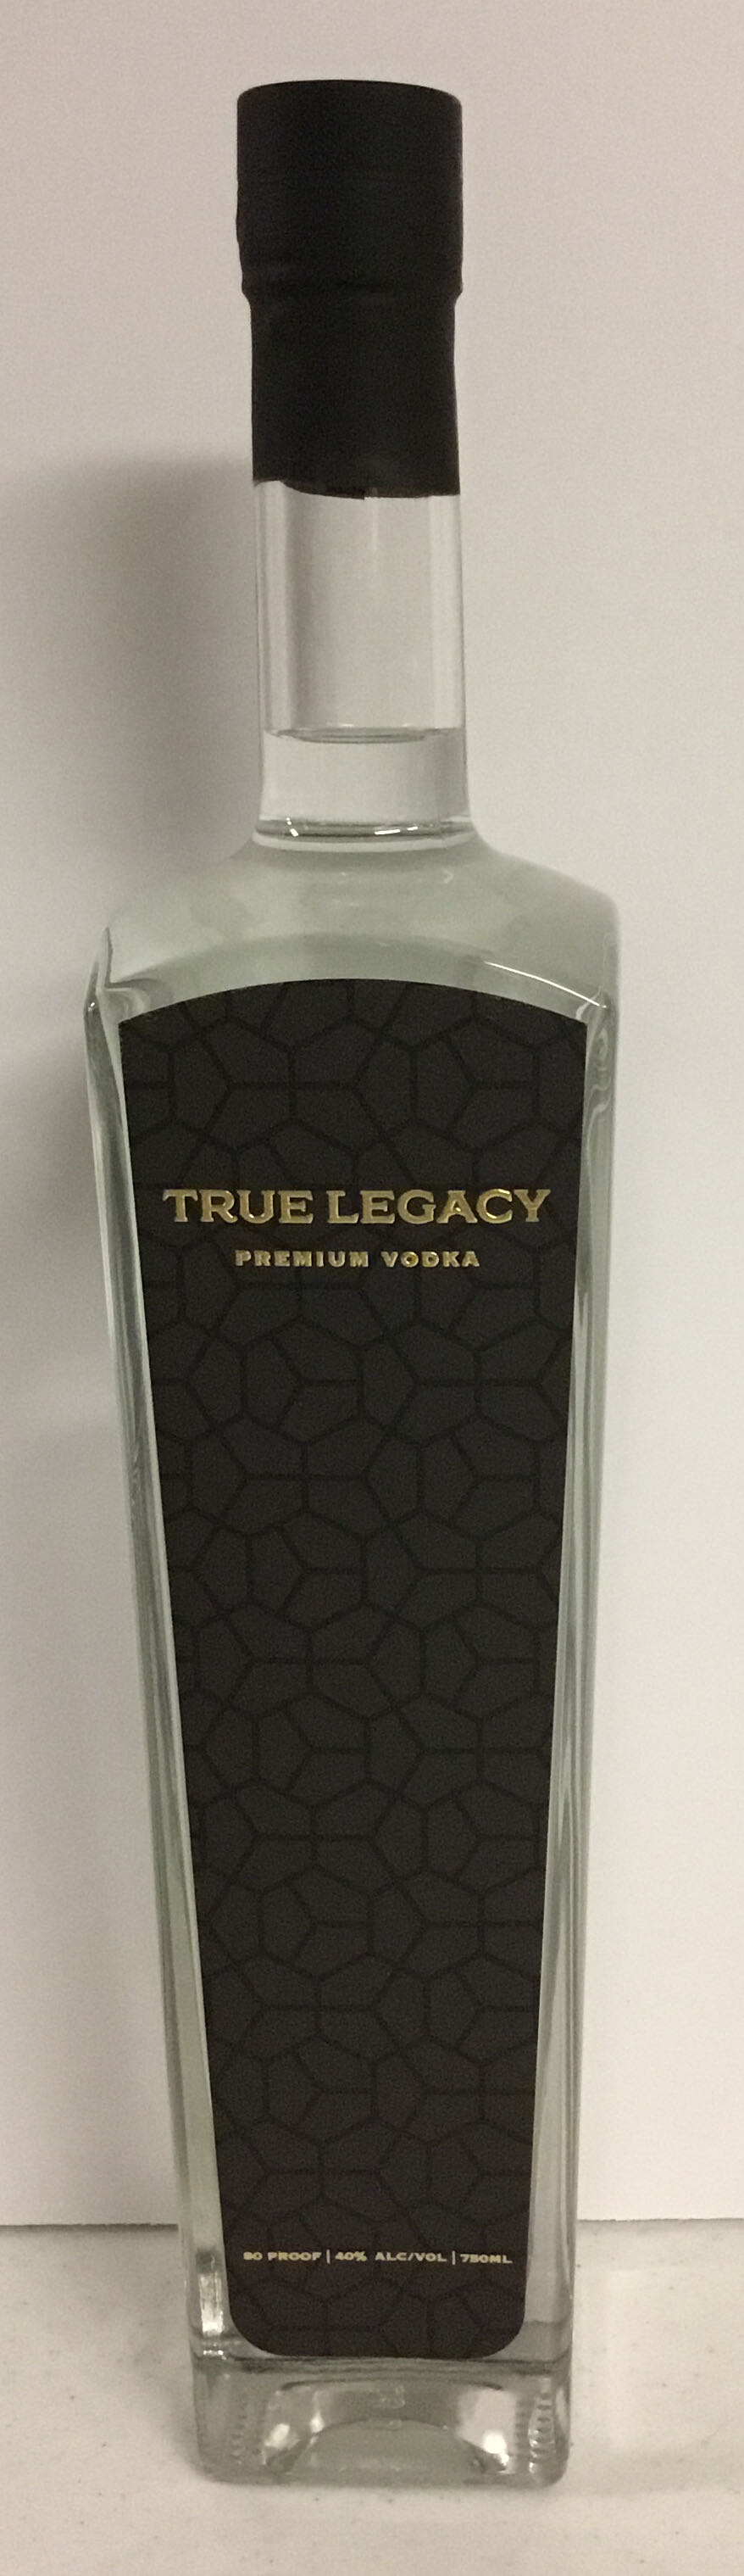 TRUE LEGACY
PREMIUM VODKA
80 PROOF | 40% ALC/VOL | 750ML